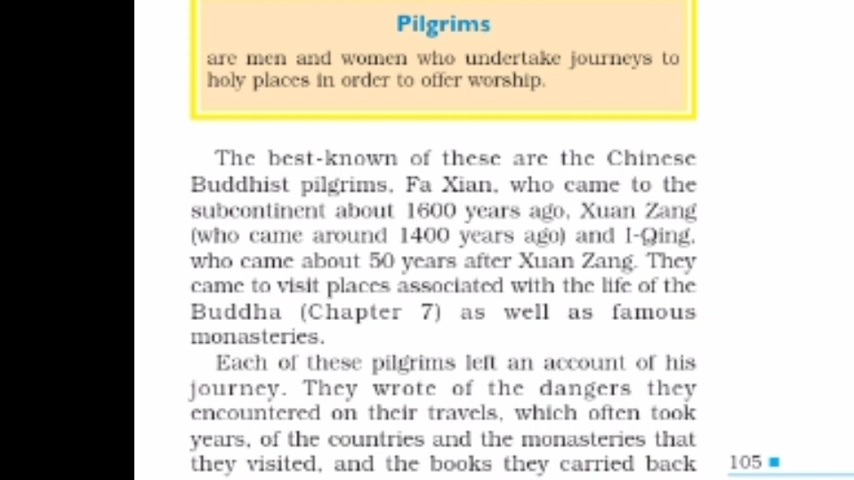 Pilgrims
are men and women who undertake journeys to
holy places in order to offer worship.
The best-known of these are the Chinese
Buddhist pilgrims, Fa Xian, who came to the
subcontinent about 1600 years ago, Xuan Zang
(who came around 1400 years ago) and I-Qing,
who came about 50 years after Xuan Zang. They
came to visit places associated with the life of the
Buddha (Chapter 7) as well as famous
monasteries.
Each of these pilgrims left an account of his
journey. They wrote of the dangers they
encountered on their travels, which often took
years, of the countries and the monasteries that
they visited, and the books they carried back
105